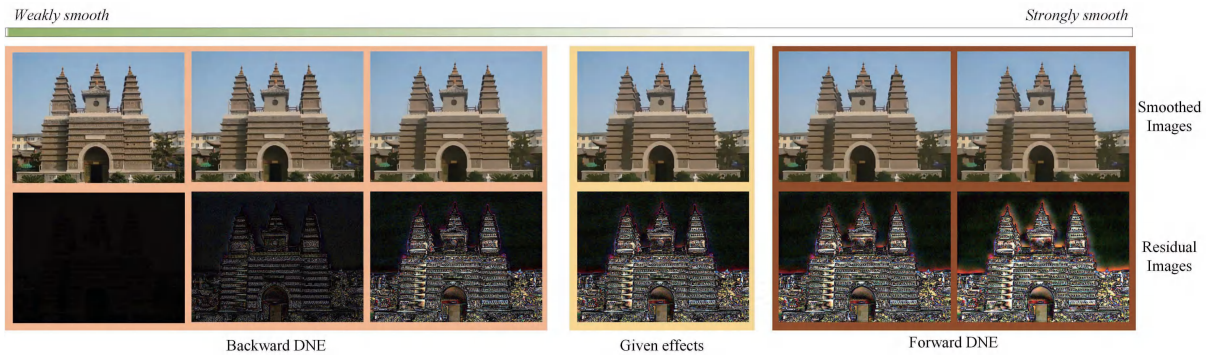 Weakly smooth
Strongly smooth
Smoothed
Images
Residual
Images
Backward DNE
Given effects
Forward DNE